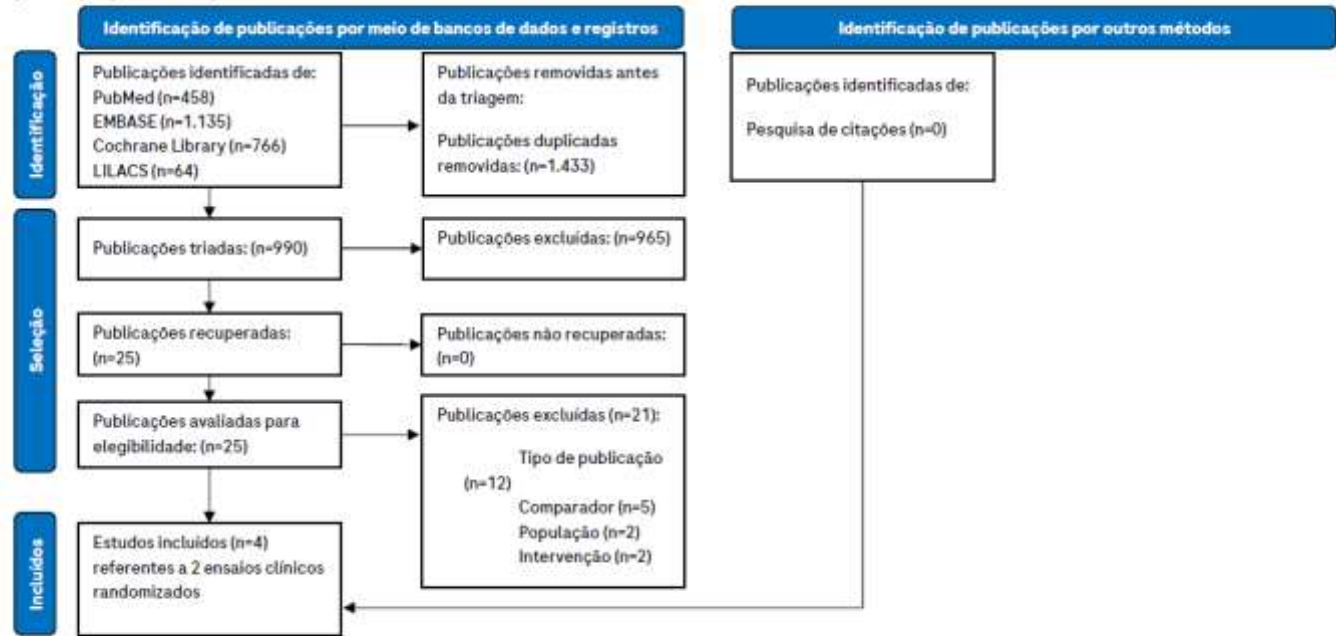 Identificação de publicações por meio de bancos de dados e registros
Identificação de publicações por outros métodos
Identificação
Publicações identificadas de:
PubMed (n=458)
EMBASE (n=1.135)
Cochrane Library (n=766)
LILACS (n=64)
Publicações removidas antes
da triagem:
Publicações duplicadas
removidas: (n=1.433)
Publicações identificadas de:
Pesquisa de citações (n=0)
Seleção
Publicações triadas: (n=990)
Publicações excluídas: (n=965)
Publicações recuperadas:
(n=25)
Publicações não recuperadas:
(n=0)
Publicações avaliadas para
elegibilidade: (n=25)
Publicações excluídas (n=21):
Tipo de publicação
(n=12)
Comparador (n=5)
População (n=2)
Intervenção (n=2)
Incluídos
Estudos incluídos (n=4)
referentes a 2 ensaios clínicos
randomizados